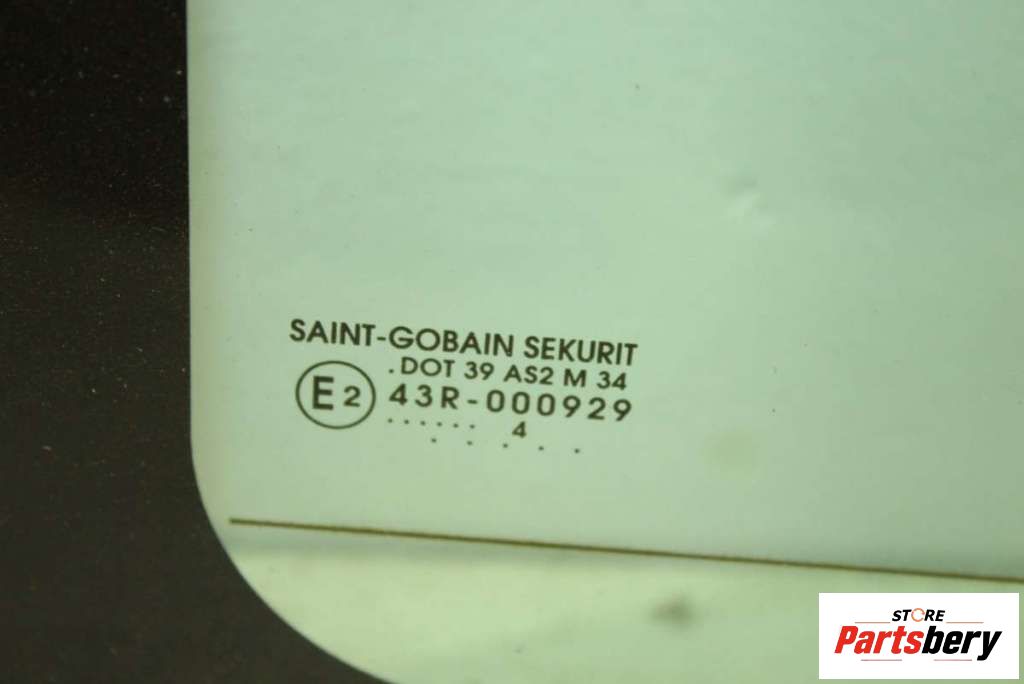 SAINT-GOBAIN SEKURIT
.DOT 39 AS2 M 34
E2 43R-000929
...... 4
. . . . .
STORE
Partsbery